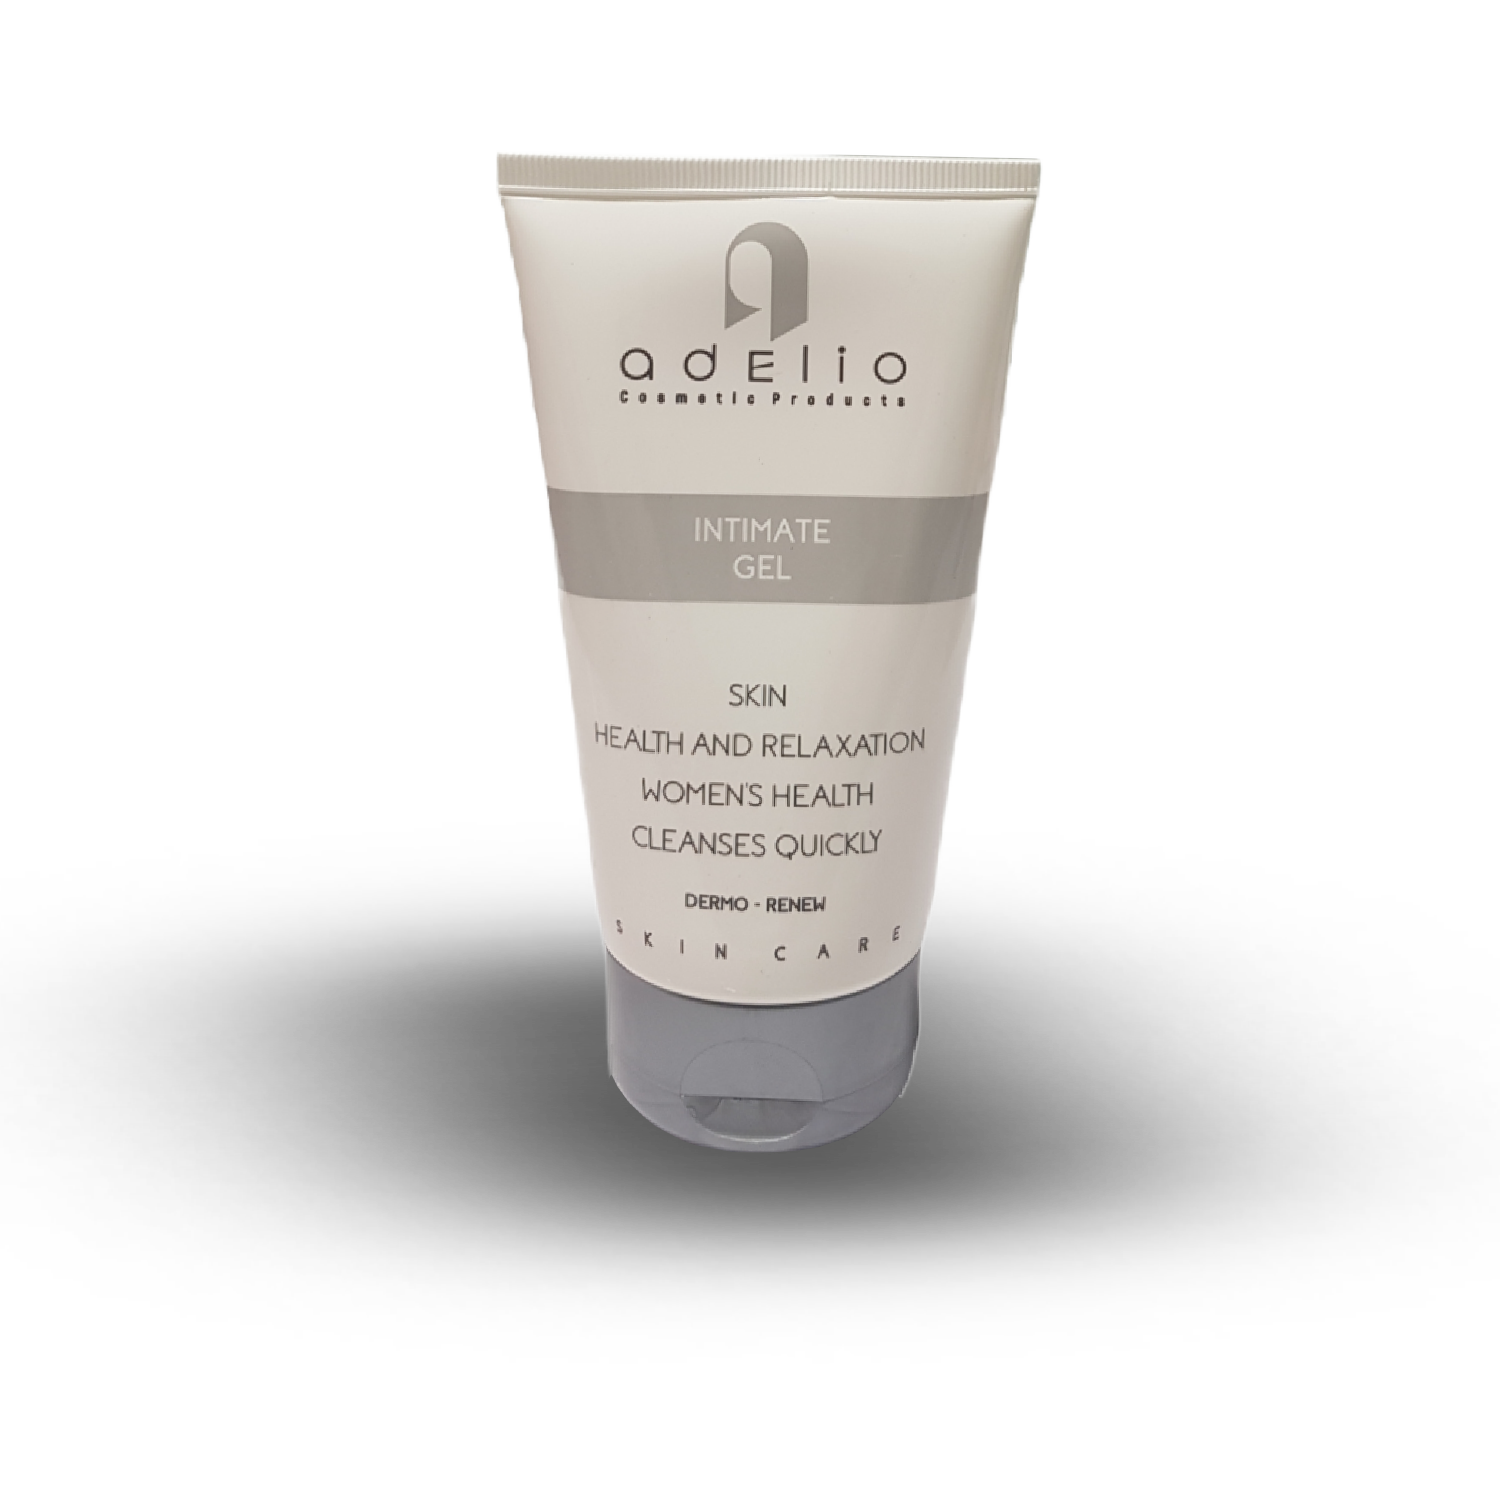 adElio
Cosmetic Products
INTIMATE
GEL
SKIN
HEALTH AND RELAXATION
WOMEN'S HEALTH
CLEANSES QUICKLY
DERMO - RENEW
SKIN CARE